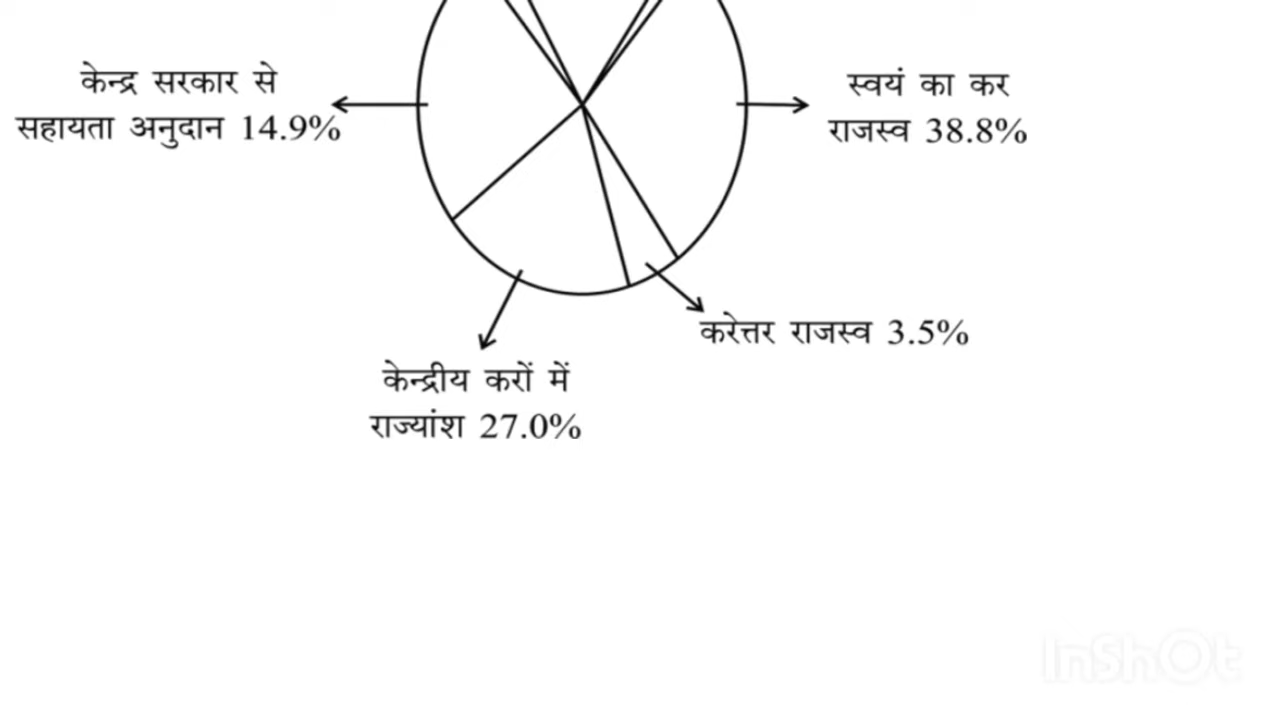 केन्द्र सरकार से
सहायता अनुदान 14.9%
स्वयं का कर
राजस्व 38.8%
करेत्तर राजस्व 3.5%
केन्द्रीय करों में
राज्यांश 27.0%
InShOt